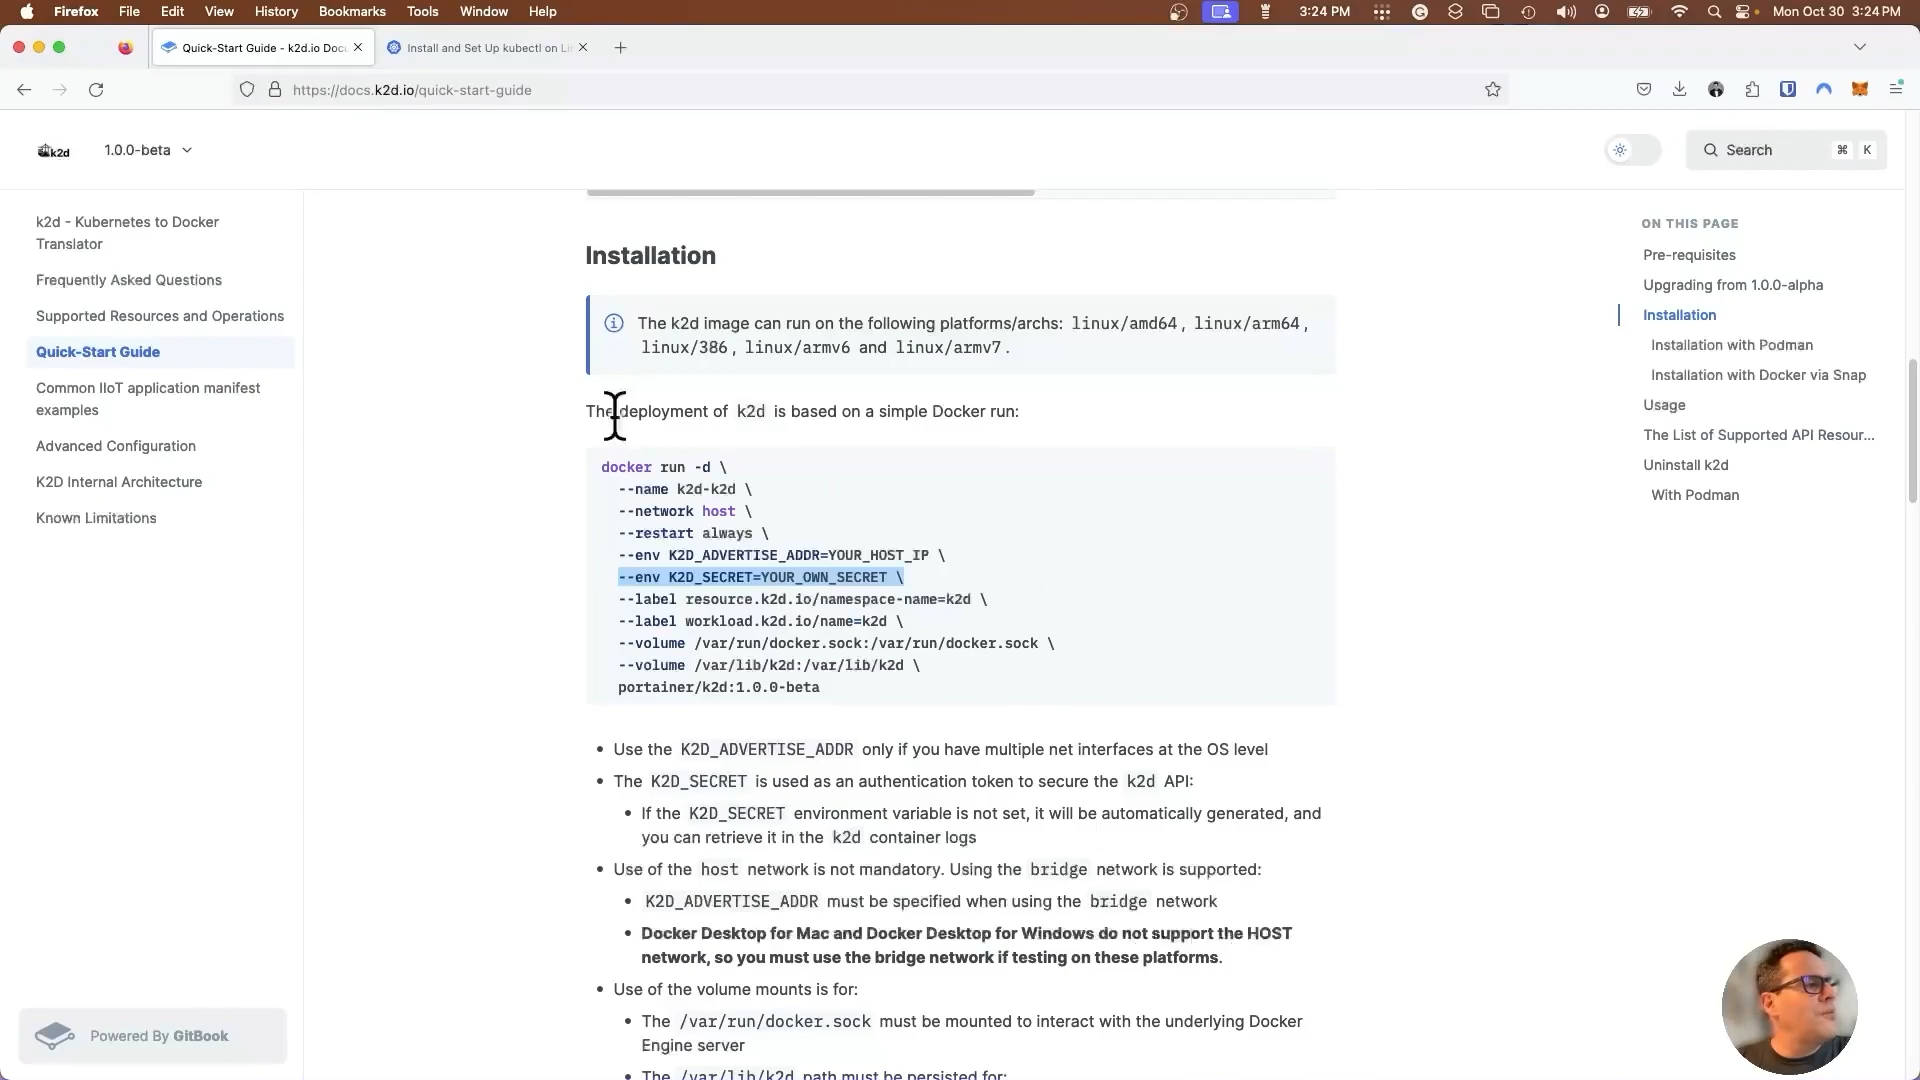 Firefox File Edit View History Bookmarks Tools Window Help 3:24 PM Mon Oct 30 3:24 PM
Quick-Start Guide - k2d.io Doc Install and Set Up kubectl on Li
https://docs.k2d.io/quick-start-guide
k2d 1.0.0-beta Search ⌘ K
k2d - Kubernetes to Docker
Translator
Frequently Asked Questions
Supported Resources and Operations
Quick-Start Guide
Common IIoT application manifest
examples
Advanced Configuration
K2D Internal Architecture
Known Limitations
Powered By GitBook
Installation
The k2d image can run on the following platforms/archs: linux/amd64, linux/arm64,
linux/386, linux/armv6 and linux/armv7.
The deployment of k2d is based on a simple Docker run:
docker run -d \
--name k2d-k2d \
--network host \
--restart always \
--env K2D_ADVERTISE_ADDR=YOUR_HOST_IP \
--env K2D_SECRET=YOUR_OWN_SECRET \
--label resource.k2d.io/namespace-name=k2d \
--label workload.k2d.io/name=k2d \
--volume /var/run/docker.sock:/var/run/docker.sock \
--volume /var/lib/k2d:/var/lib/k2d \
portainer/k2d:1.0.0-beta
• Use the K2D_ADVERTISE_ADDR only if you have multiple net interfaces at the OS level
• The K2D_SECRET is used as an authentication token to secure the k2d API:
• If the K2D_SECRET environment variable is not set, it will be automatically generated, and
you can retrieve it in the k2d container logs
• Use of the host network is not mandatory. Using the bridge network is supported:
• K2D_ADVERTISE_ADDR must be specified when using the bridge network
• Docker Desktop for Mac and Docker Desktop for Windows do not support the HOST
network, so you must use the bridge network if testing on these platforms.
• Use of the volume mounts is for:
• The /var/run/docker.sock must be mounted to interact with the underlying Docker
Engine server
• The /var/lib/k2d path must be persisted for:
ON THIS PAGE
Pre-requisites
Upgrading from 1.0.0-alpha
Installation
Installation with Podman
Installation with Docker via Snap
Usage
The List of Supported API Resour...
Uninstall k2d
With Podman